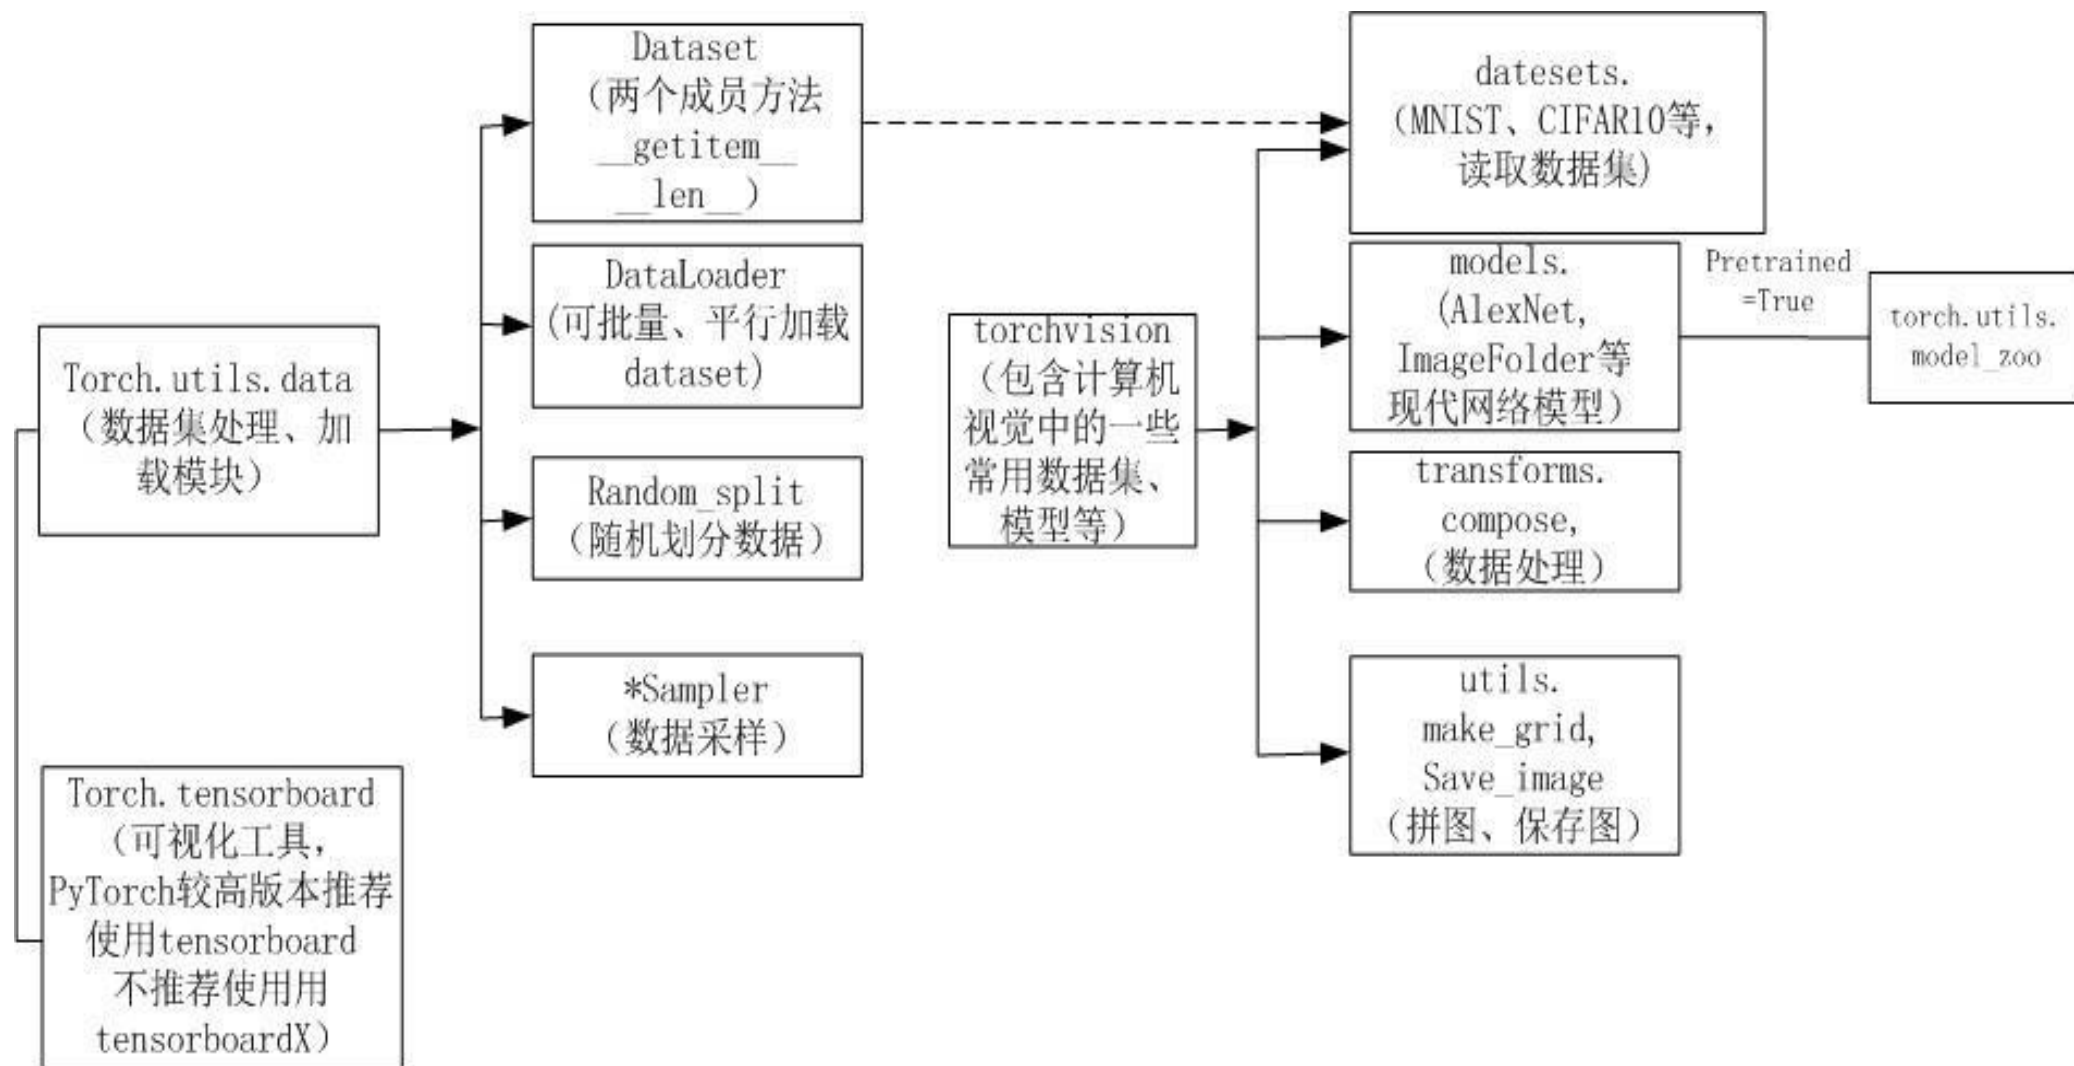 Dataset
（两个成员方法
__getitem__
__len__）
DataLoader
(可批量、平行加载
dataset)
Torch.utils.data
（数据集处理、加
载模块）
Random_split
（随机划分数据）
*Sampler
（数据采样）
Torch.tensorboard
（可视化工具，
PyTorch较高版本推荐
使用tensorboard
不推荐使用用
tensorboardX）
torchvision
（包含计算机
视觉中的一些
常用数据集、
模型等）
datesets.
(MNIST、CIFAR10等，
读取数据集)
models.
(AlexNet,
ImageFolder等
现代网络模型）
Pretrained
=True
torch.utils.
model_zoo
transforms.
compose,
（数据处理）
utils.
make_grid,
Save_image
（拼图、保存图）